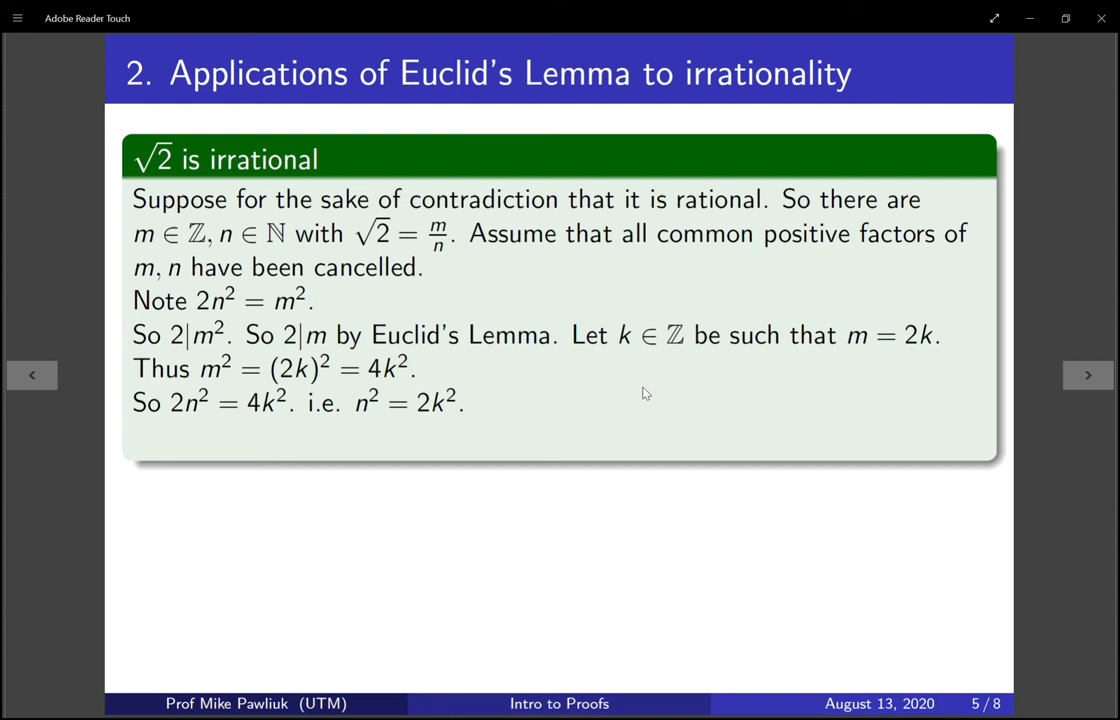 Adobe Reader Touch
2. Applications of Euclid's Lemma to irrationality
√2 is irrational
Suppose for the sake of contradiction that it is rational. So there are
m ∈ ℤ, n ∈ ℕ with √2 = m/n. Assume that all common positive factors of
m, n have been cancelled.
Note 2n² = m².
So 2|m². So 2|m by Euclid's Lemma. Let k ∈ ℤ be such that m = 2k.
Thus m² = (2k)² = 4k².
So 2n² = 4k². i.e. n² = 2k².
Prof Mike Pawliuk (UTM) Intro to Proofs August 13, 2020 5 / 8